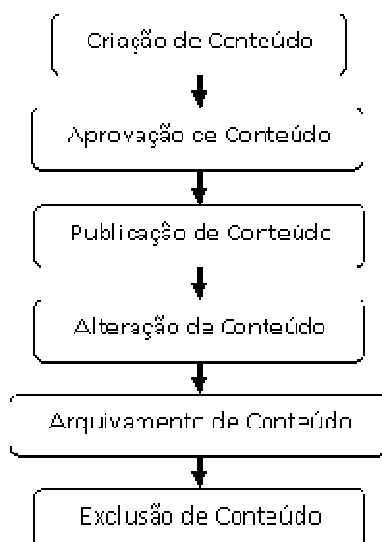 Criação de Conteúdo
Aprovação de Conteúdo
Publicação de Conteúdo
Alteração de Conteúdo
Arquivamento de Conteúdo
Exclusão de Conteúdo